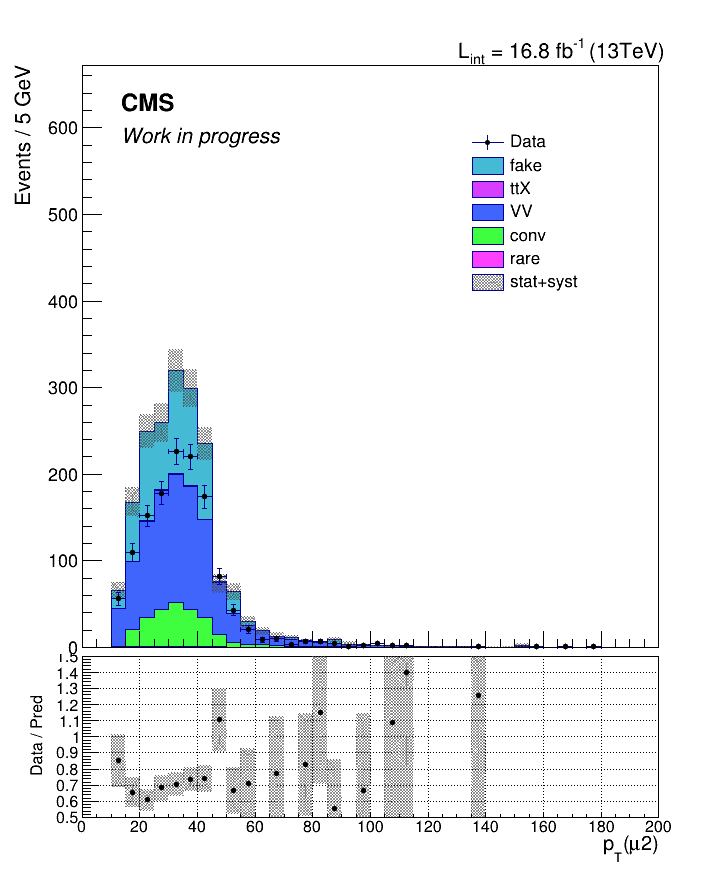 L_int = 16.8 fb^-1 (13TeV)
Events / 5 GeV
CMS
Work in progress
Data
fake
ttX
VV
conv
rare
stat+syst
600
500
400
300
200
100
0
Data / Pred
1.5
1.4
1.3
1.2
1.1
1
0.9
0.8
0.7
0.6
0.5
0 20 40 60 80 100 120 140 160 180 200
p_T(μ2)